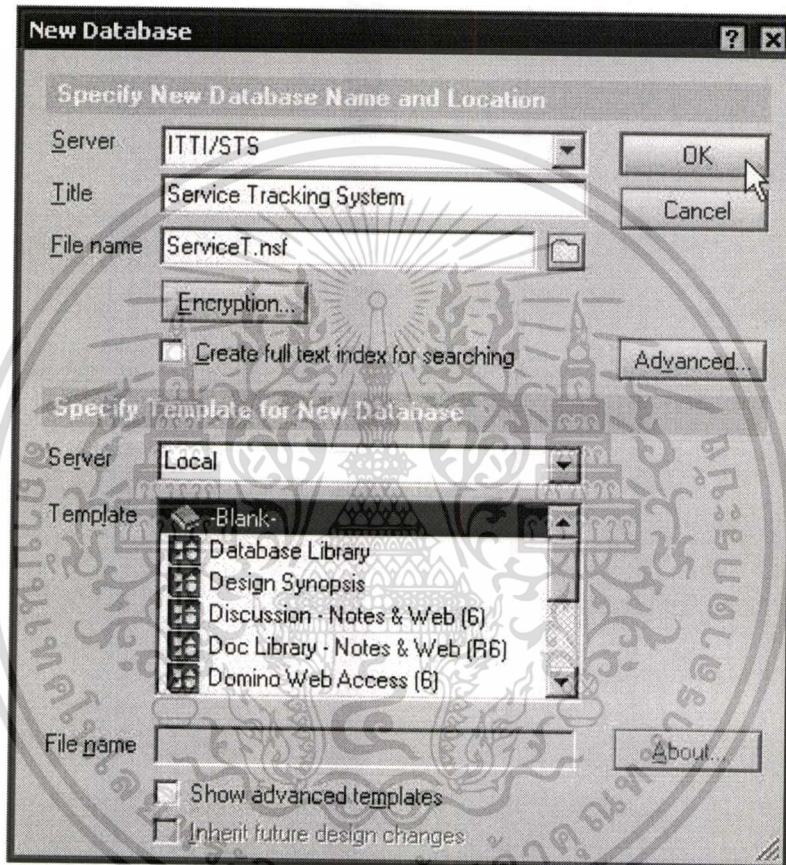 New Database
Specify New Database Name and Location
Server ITTI/STS OK
Title Service Tracking System Cancel
File name ServiceT.nsf
Encryption...
Create full text index for searching Advanced...
Specify Template for New Database
Server Local
Template -Blank-
Database Library
Design Synopsis
Discussion - Notes & Web (6)
Doc Library - Notes & Web (R6)
Domino Web Access (6)
File name About...
Show advanced templates
Inherit future design changes